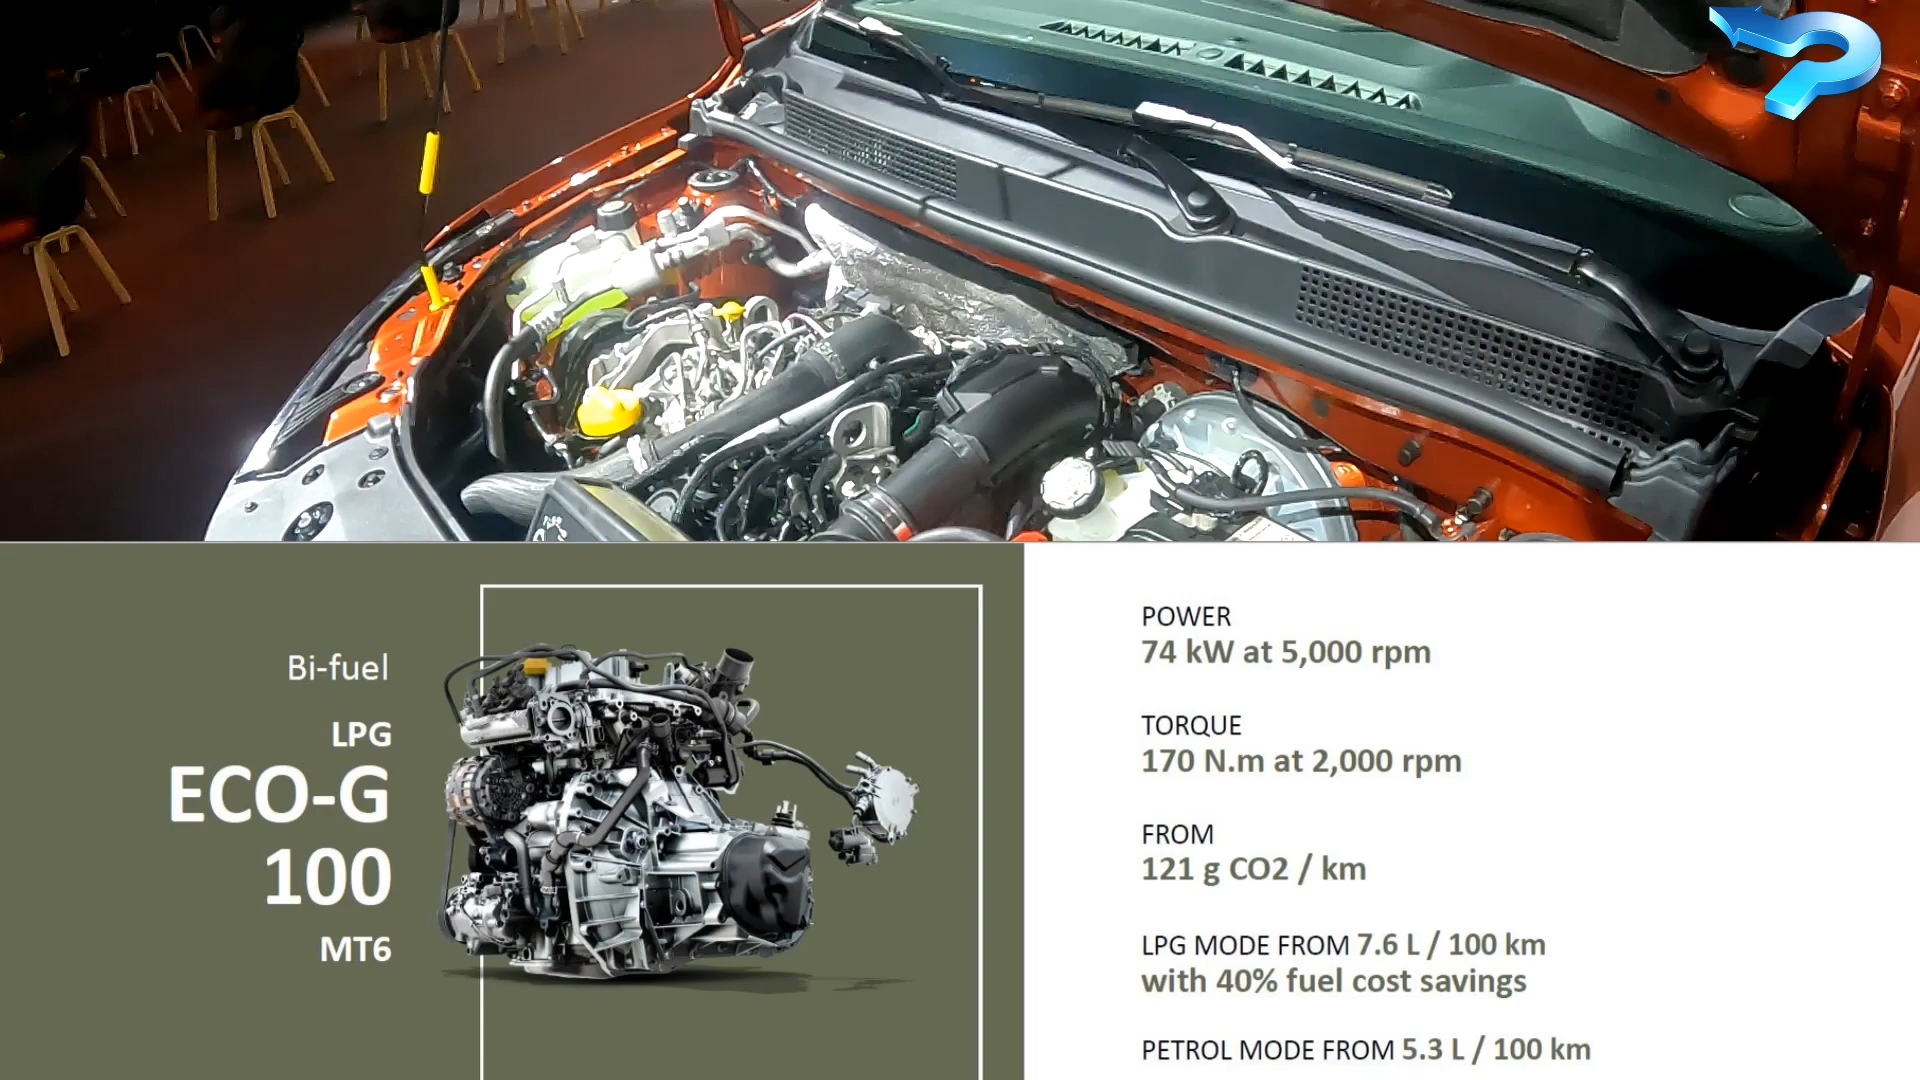 Bi-fuel
LPG
ECO-G
100
MT6
POWER
74 kW at 5,000 rpm
TORQUE
170 N.m at 2,000 rpm
FROM
121 g CO2 / km
LPG MODE FROM 7.6 L / 100 km
with 40% fuel cost savings
PETROL MODE FROM 5.3 L / 100 km